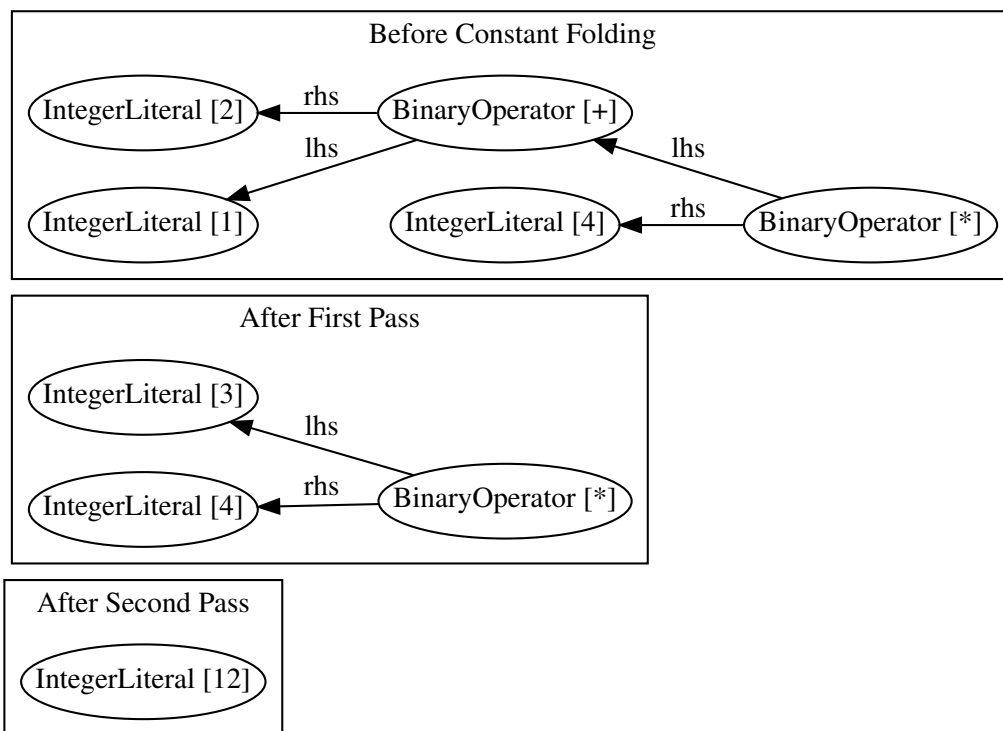 Before Constant Folding
IntegerLiteral [2]
rhs
BinaryOperator [+]
lhs
lhs
IntegerLiteral [1]
IntegerLiteral [4]
rhs
BinaryOperator [*]
After First Pass
IntegerLiteral [3]
lhs
IntegerLiteral [4]
rhs
BinaryOperator [*]
After Second Pass
IntegerLiteral [12]